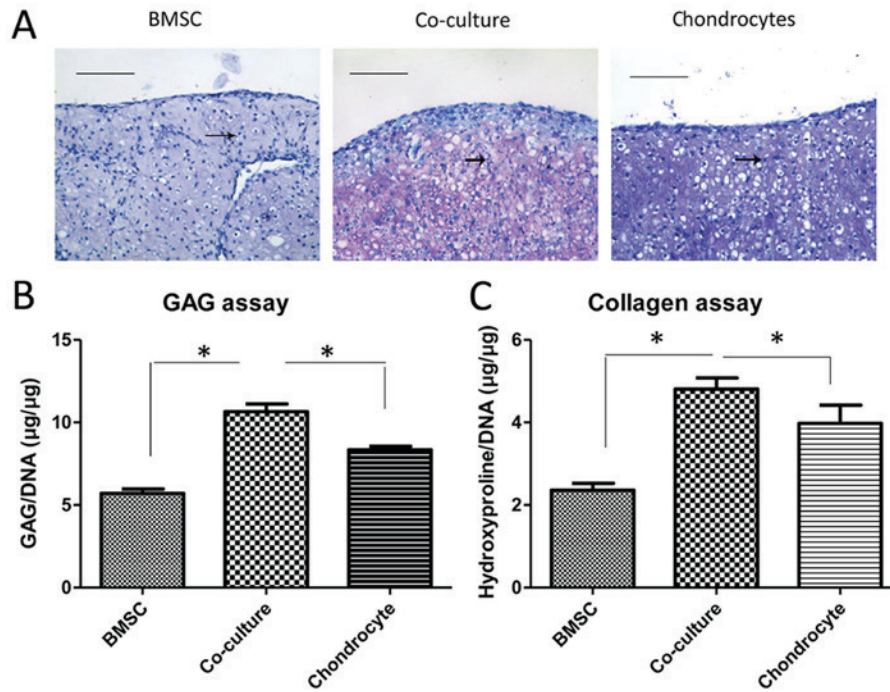 A
BMSC
Co-culture
Chondrocytes
B
GAG assay
GAG/DNA (µg/µg)
15
10
5
0
*
*
BMSC
Co-culture
Chondrocyte
C
Collagen assay
Hydroxyproline/DNA (µg/µg)
6
4
2
0
*
*
BMSC
Co-culture
Chondrocyte